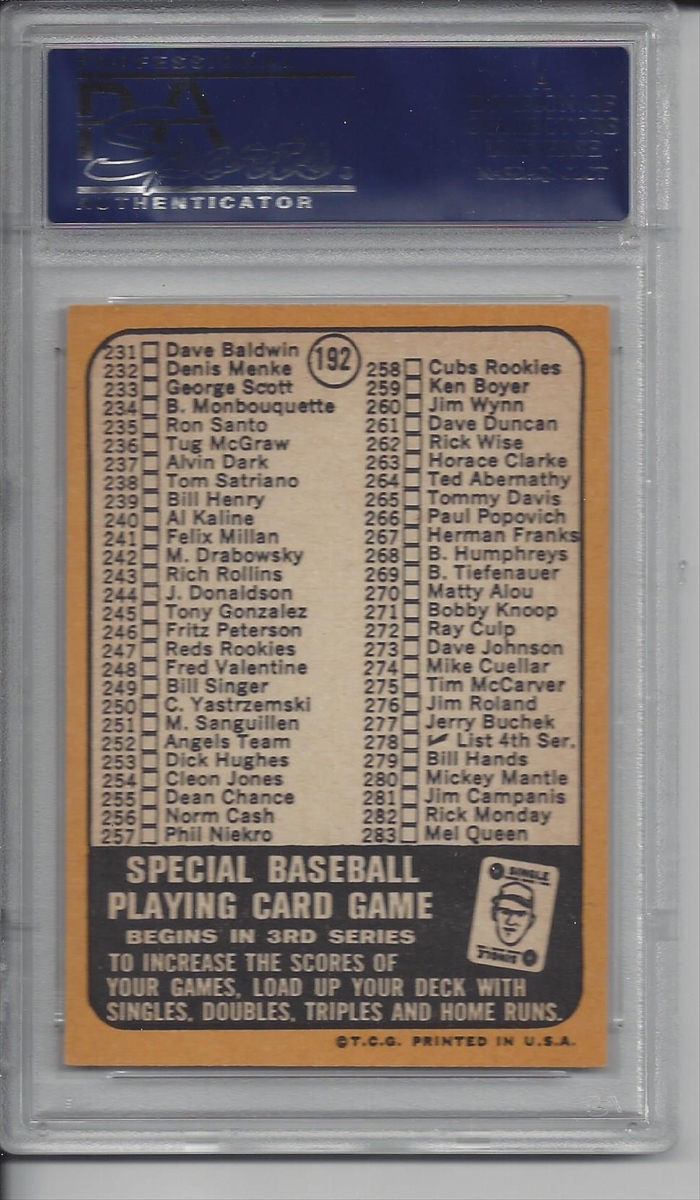 PROFESSIONAL
PSA
Sports
AUTHENTICATOR
A
DIVISION OF
COLLECTORS
UNIVERSE
NASDAQ: CLCT
192
231 Dave Baldwin
232 Denis Menke
233 George Scott
234 B. Monbouquette
235 Ron Santo
236 Tug McGraw
237 Alvin Dark
238 Tom Satriano
239 Bill Henry
240 Al Kaline
241 Felix Millan
242 M. Drabowsky
243 Rich Rollins
244 J. Donaldson
245 Tony Gonzalez
246 Fritz Peterson
247 Reds Rookies
248 Fred Valentine
249 Bill Singer
250 C. Yastrzemski
251 M. Sanguillen
252 Angels Team
253 Dick Hughes
254 Cleon Jones
255 Dean Chance
256 Norm Cash
257 Phil Niekro
258 Cubs Rookies
259 Ken Boyer
260 Jim Wynn
261 Dave Duncan
262 Rick Wise
263 Horace Clarke
264 Ted Abernathy
265 Tommy Davis
266 Paul Popovich
267 Herman Franks
268 B. Humphreys
269 B. Tiefenauer
270 Matty Alou
271 Bobby Knoop
272 Ray Culp
273 Dave Johnson
274 Mike Cuellar
275 Tim McCarver
276 Jim Roland
277 Jerry Buchek
278 ✓ List 4th Ser.
279 Bill Hands
280 Mickey Mantle
281 Jim Campanis
282 Rick Monday
283 Mel Queen
SPECIAL BASEBALL
PLAYING CARD GAME
BEGINS IN 3RD SERIES
TO INCREASE THE SCORES OF
YOUR GAMES, LOAD UP YOUR DECK WITH
SINGLES, DOUBLES, TRIPLES AND HOME RUNS.
SINGLE
SINGLE
©T.C.G. PRINTED IN U.S.A.